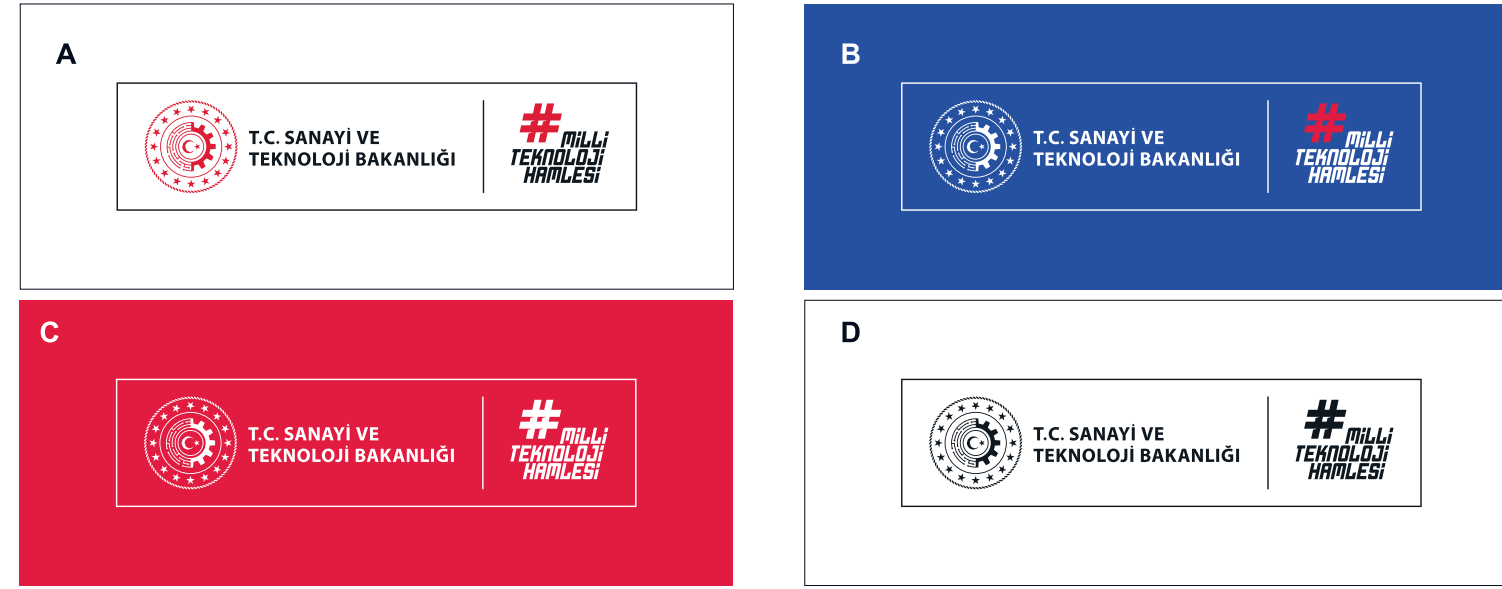 A
T.C. SANAYİ VE
TEKNOLOJİ BAKANLIĞI
#MİLLİ
TEKNOLOJİ
HAMLESİ
B
T.C. SANAYİ VE
TEKNOLOJİ BAKANLIĞI
#MİLLİ
TEKNOLOJİ
HAMLESİ
C
T.C. SANAYİ VE
TEKNOLOJİ BAKANLIĞI
#MİLLİ
TEKNOLOJİ
HAMLESİ
D
T.C. SANAYİ VE
TEKNOLOJİ BAKANLIĞI
#MİLLİ
TEKNOLOJİ
HAMLESİ